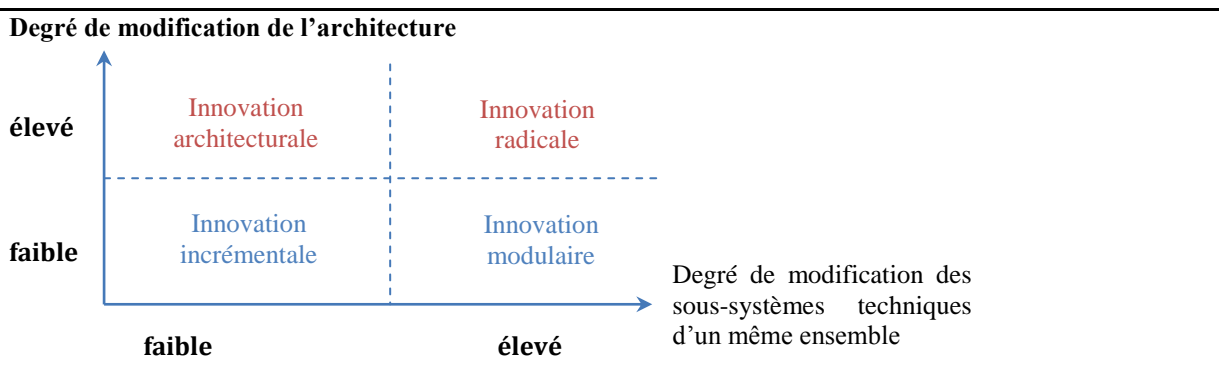 Degré de modification de l’architecture
élevé
Innovation
architecturale
Innovation
radicale
faible
Innovation
incrémentale
Innovation
modulaire
Degré de modification des
sous-systèmes techniques
d’un même ensemble
faible
élevé